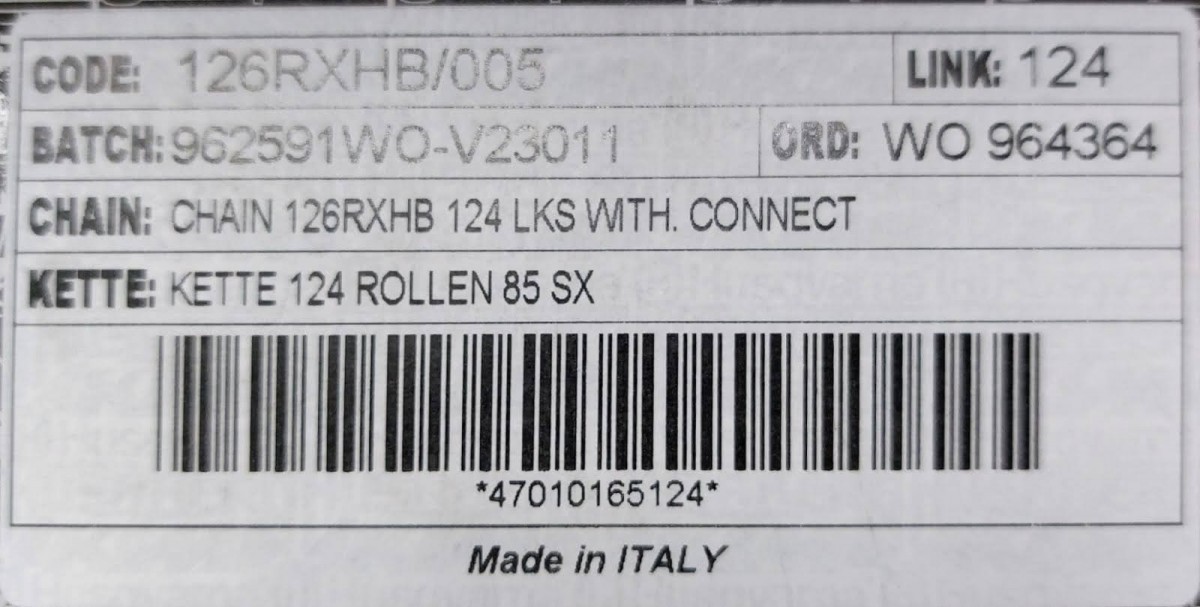 CODE: 126RXHB/005 LINK: 124
BATCH: 962591WO-V23011 ORD: WO 964364
CHAIN: CHAIN 126RXHB 124 LKS WITH. CONNECT
KETTE: KETTE 124 ROLLEN 85 SX
*47010165124*
Made in ITALY